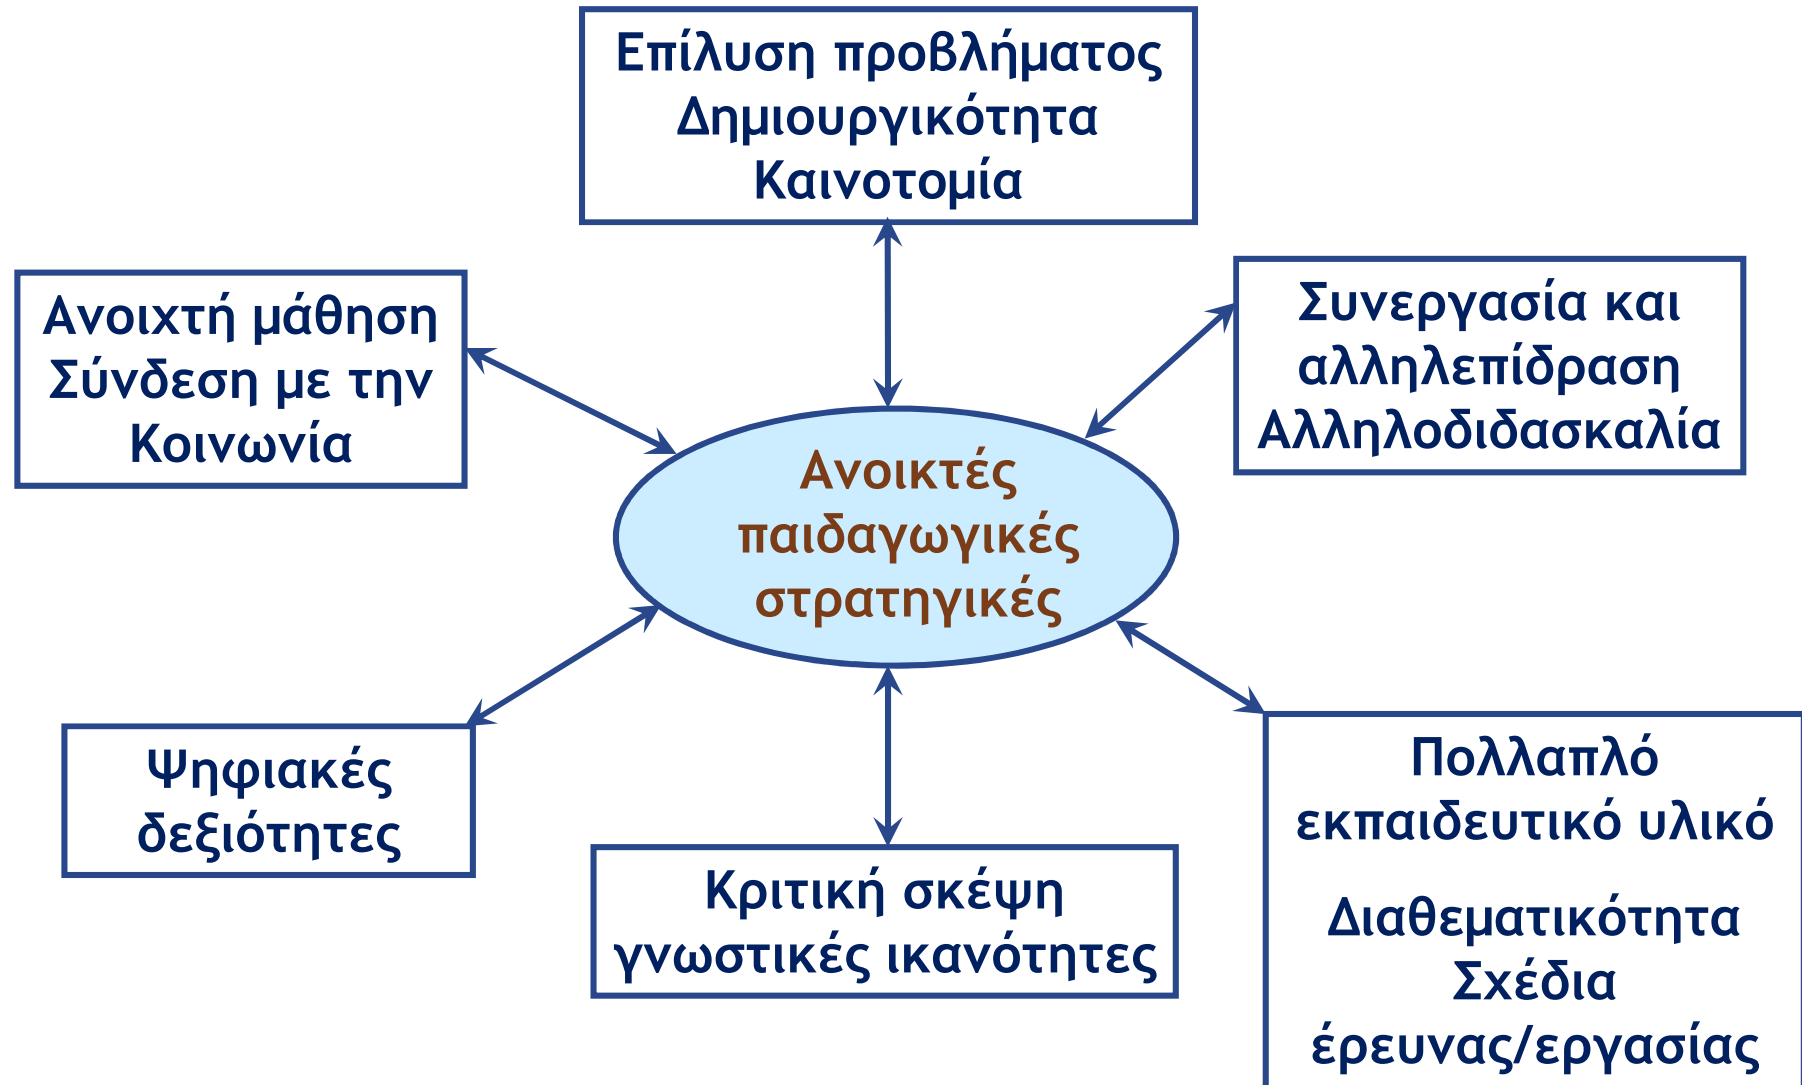 Επίλυση προβλήματος
Δημιουργικότητα
Καινοτομία
Ανοιχτή μάθηση
Σύνδεση με την
Κοινωνία
Συνεργασία και
αλληλεπίδραση
Αλληλοδιδασκαλία
Ανοικτές
παιδαγωγικές
στρατηγικές
Ψηφιακές
δεξιότητες
Κριτική σκέψη
γνωστικές ικανότητες
Πολλαπλό
εκπαιδευτικό υλικό
Διαθεματικότητα
Σχέδια
έρευνας/εργασίας